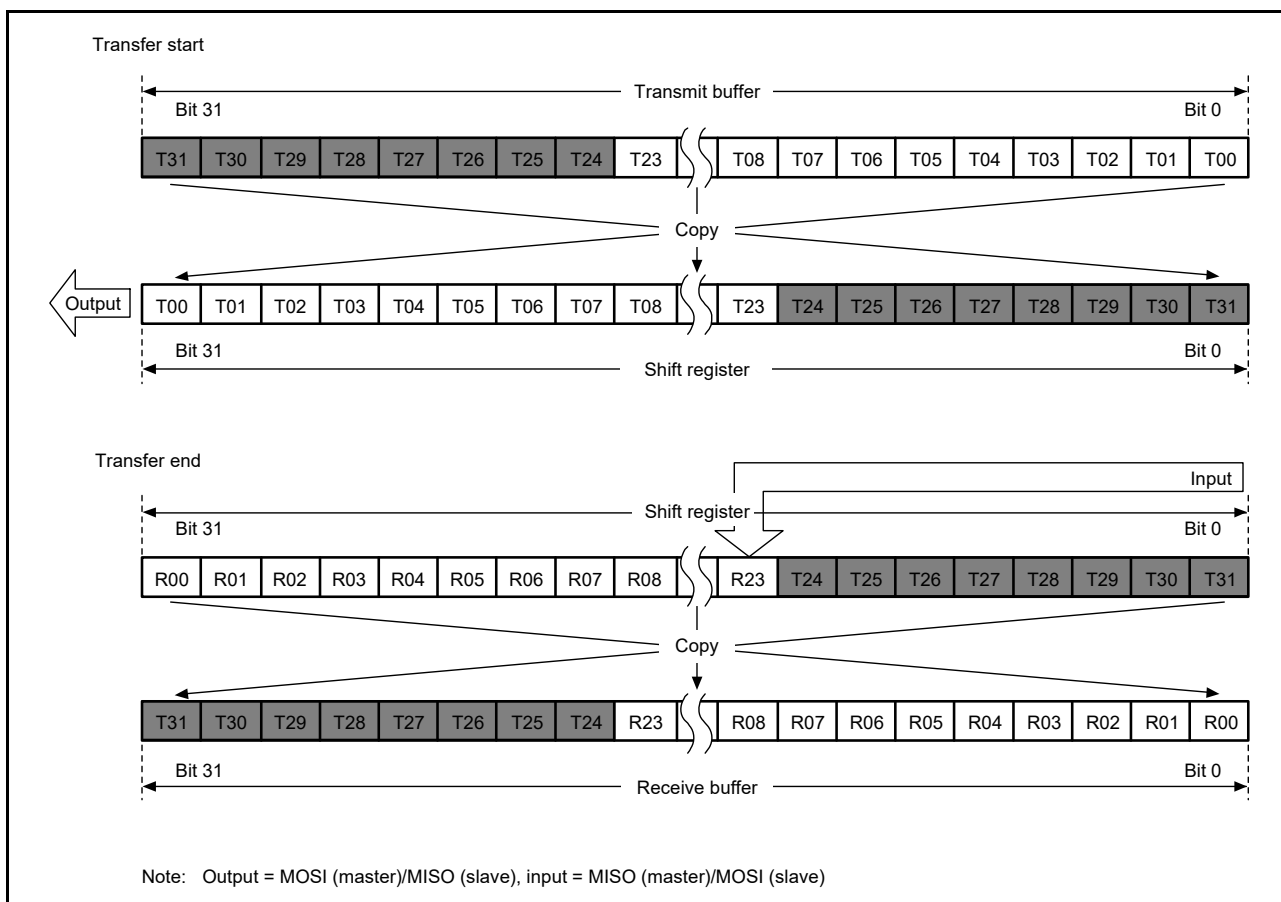 Transfer start
Transmit buffer
Bit 31 Bit 0
T31 T30 T29 T28 T27 T26 T25 T24 T23 T08 T07 T06 T05 T04 T03 T02 T01 T00
Copy
Output T00 T01 T02 T03 T04 T05 T06 T07 T08 T23 T24 T25 T26 T27 T28 T29 T30 T31
Bit 31 Bit 0
Shift register
Transfer end
Input
Shift register
Bit 31 Bit 0
R00 R01 R02 R03 R04 R05 R06 R07 R08 R23 T24 T25 T26 T27 T28 T29 T30 T31
Copy
T31 T30 T29 T28 T27 T26 T25 T24 R23 R08 R07 R06 R05 R04 R03 R02 R01 R00
Bit 31 Bit 0
Receive buffer
Note: Output = MOSI (master)/MISO (slave), input = MISO (master)/MOSI (slave)